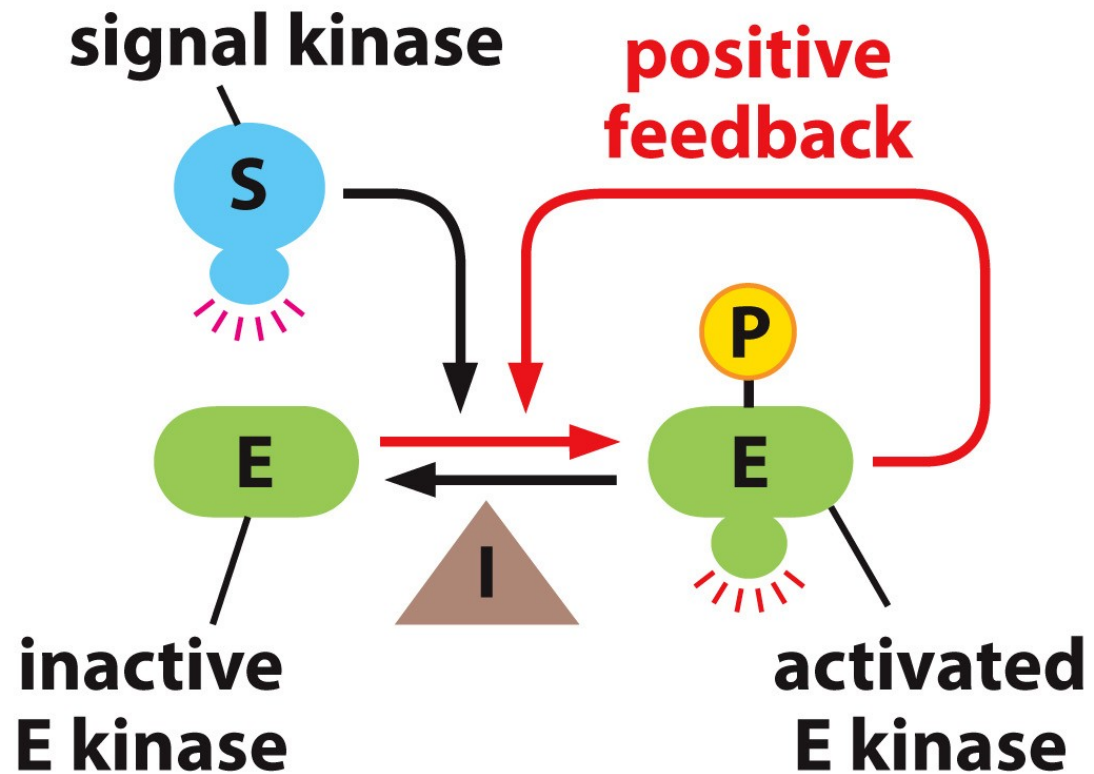 signal kinase
positive
feedback
S
P
E
E
I
inactive
E kinase
activated
E kinase